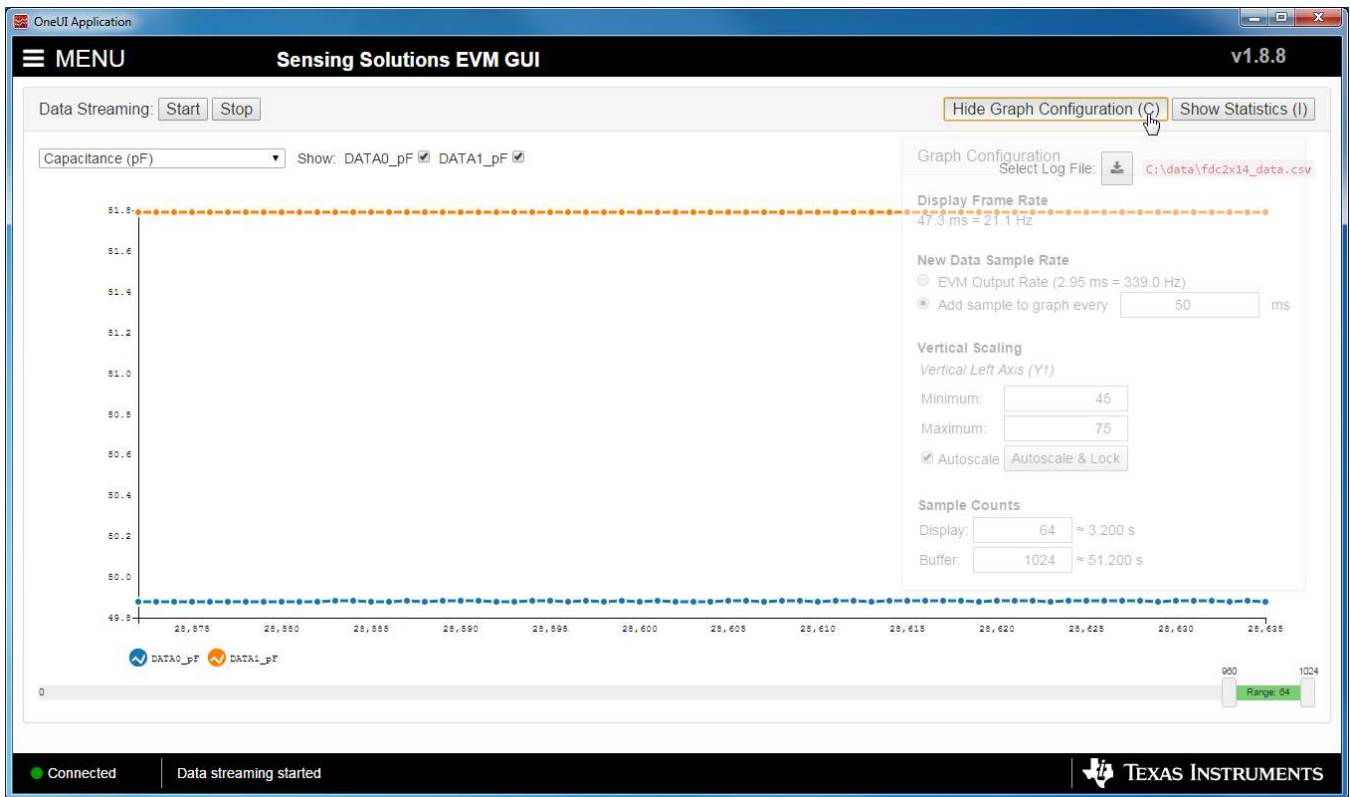 OneUI Application
MENU Sensing Solutions EVM GUI v1.8.8
Data Streaming: Start Stop Hide Graph Configuration (C) Show Statistics (I)
Capacitance (pF) Show: DATA0_pF DATA1_pF
Graph Configuration
Select Log File: C:\data\fdc2x14_data.csv
Display Frame Rate
47.3 ms = 21.1 Hz
New Data Sample Rate
EVM Output Rate (2.95 ms = 339.0 Hz)
Add sample to graph every 50 ms
Vertical Scaling
Vertical Left Axis (Y1)
Minimum: 45
Maximum: 75
Autoscale Autoscale & Lock
Sample Counts
Display: 64 ≈ 3.200 s
Buffer: 1024 ≈ 51.200 s
51.8
51.6
51.4
51.2
51.0
50.8
50.6
50.4
50.2
50.0
49.8
28,575 28,580 28,585 28,590 28,595 28,600 28,605 28,610 28,615 28,620 28,625 28,630 28,635
DATA0_pF DATA1_pF
960 1024
0 Range: 64
Connected Data streaming started TEXAS INSTRUMENTS